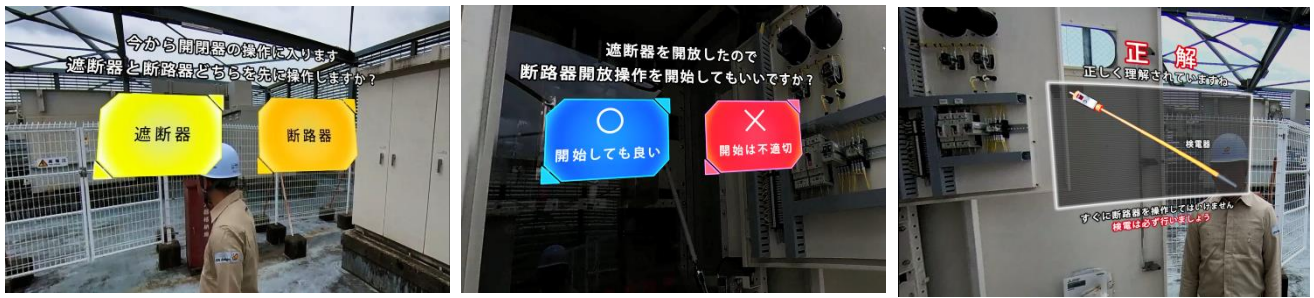 今から開閉器の操作に入ります
遮断器と断路器どちらを先に操作しますか?
遮断器
断路器
遮断器を開放したので
断路器開放操作を開始してもいいですか?
開始しても良い
開始は不適切
正解
正しく理解されていますね
検電器
すぐに断路器を操作してはいけません
検電は必ず行いましょう